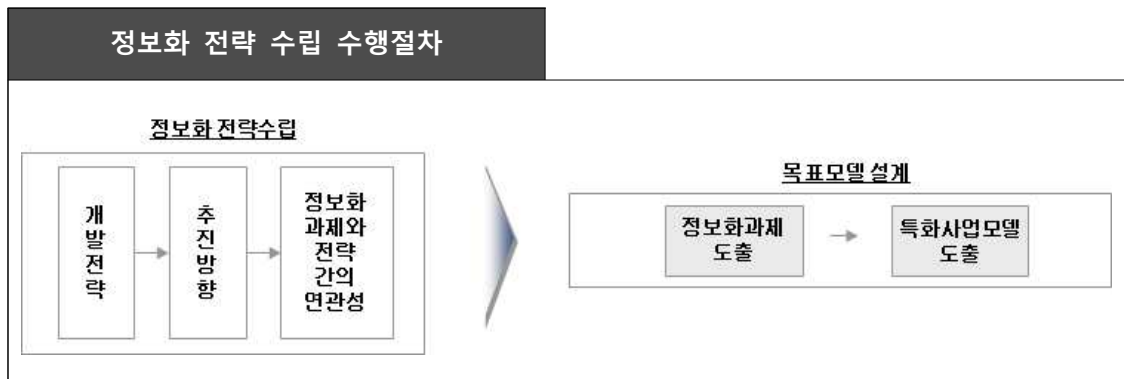 정보화 전략 수립 수행절차
정보화 전략수립
개
발
전
략
추
진
방
향
정보화
과제와
전략
간의
연관성
목표모델 설계
정보화과제
도출
특화사업모델
도출